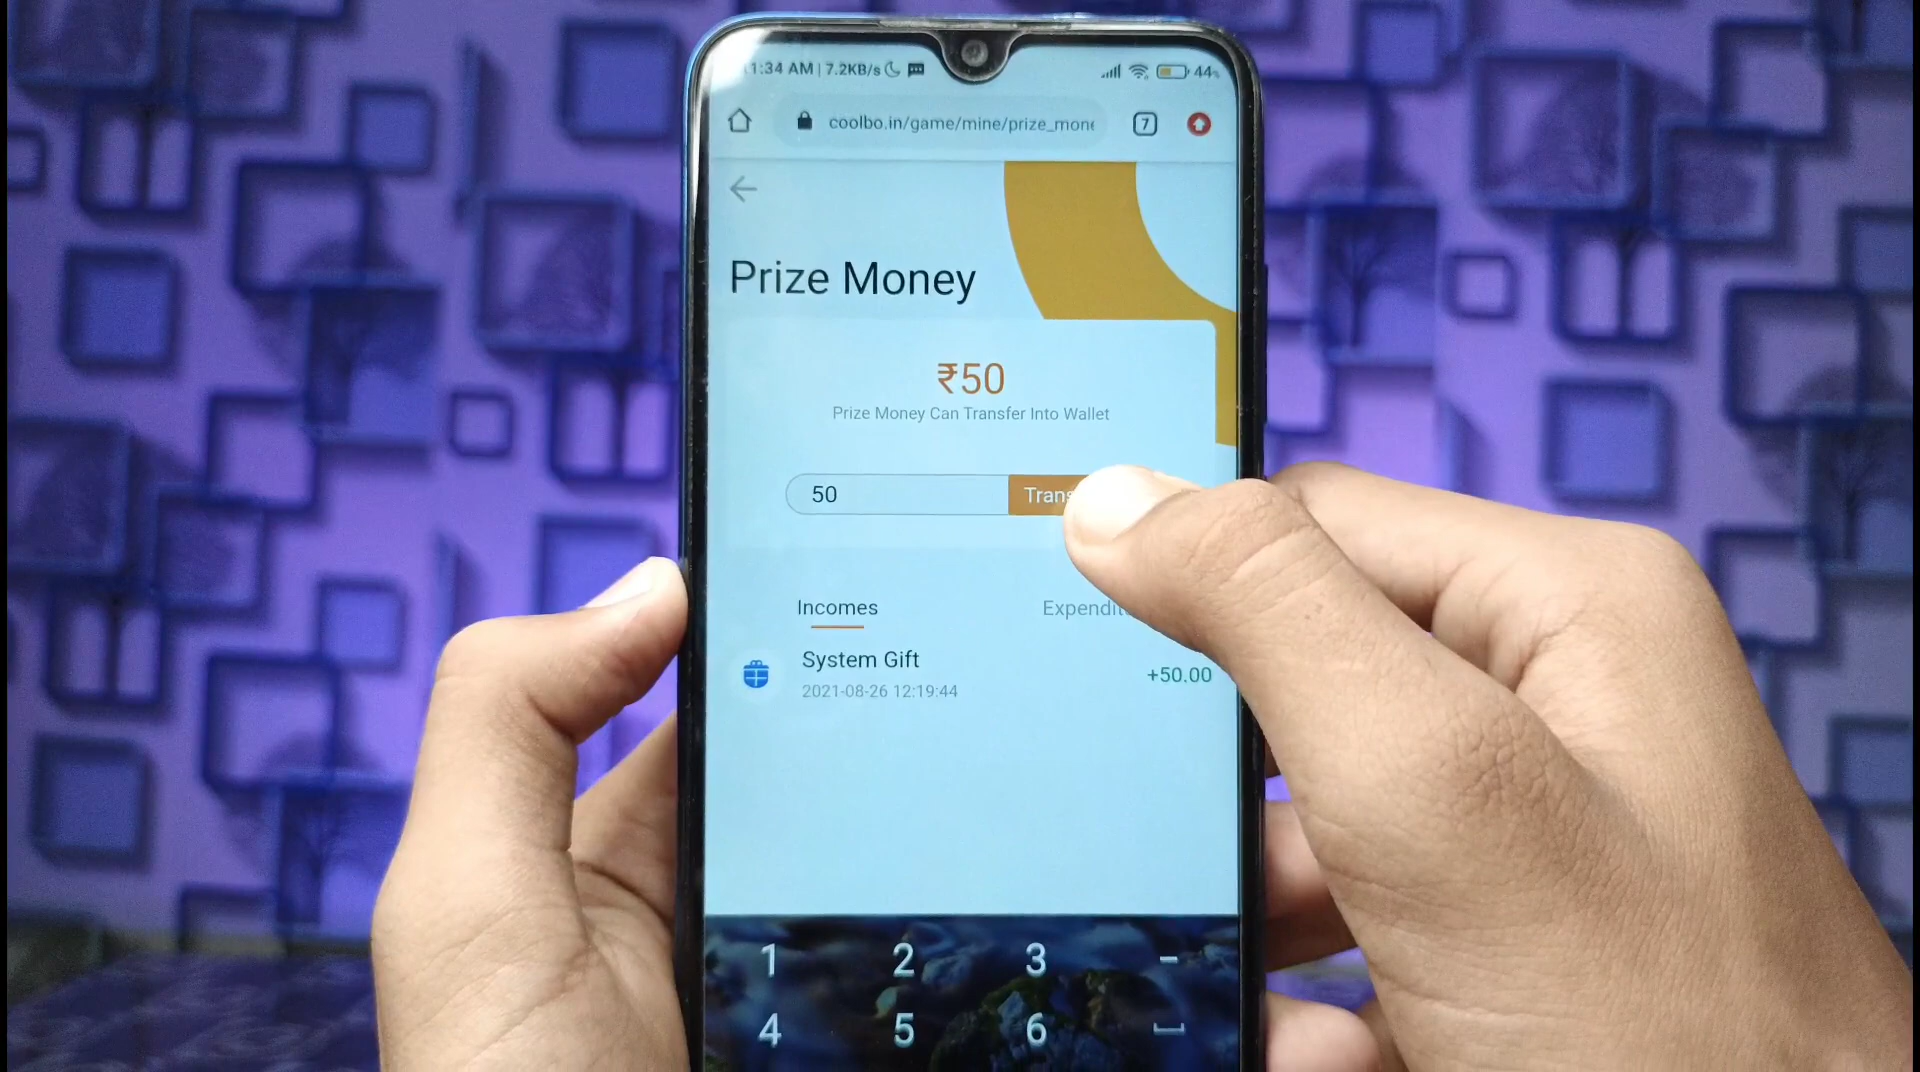 1:34 AM | 7.2KB/s
44%
coolbo.in/game/mine/prize_mone
7
Prize Money
₹50
Prize Money Can Transfer Into Wallet
50
Trans
Incomes
Expendit
System Gift
2021-08-26 12:19:44
+50.00
1 2 3 -
4 5 6